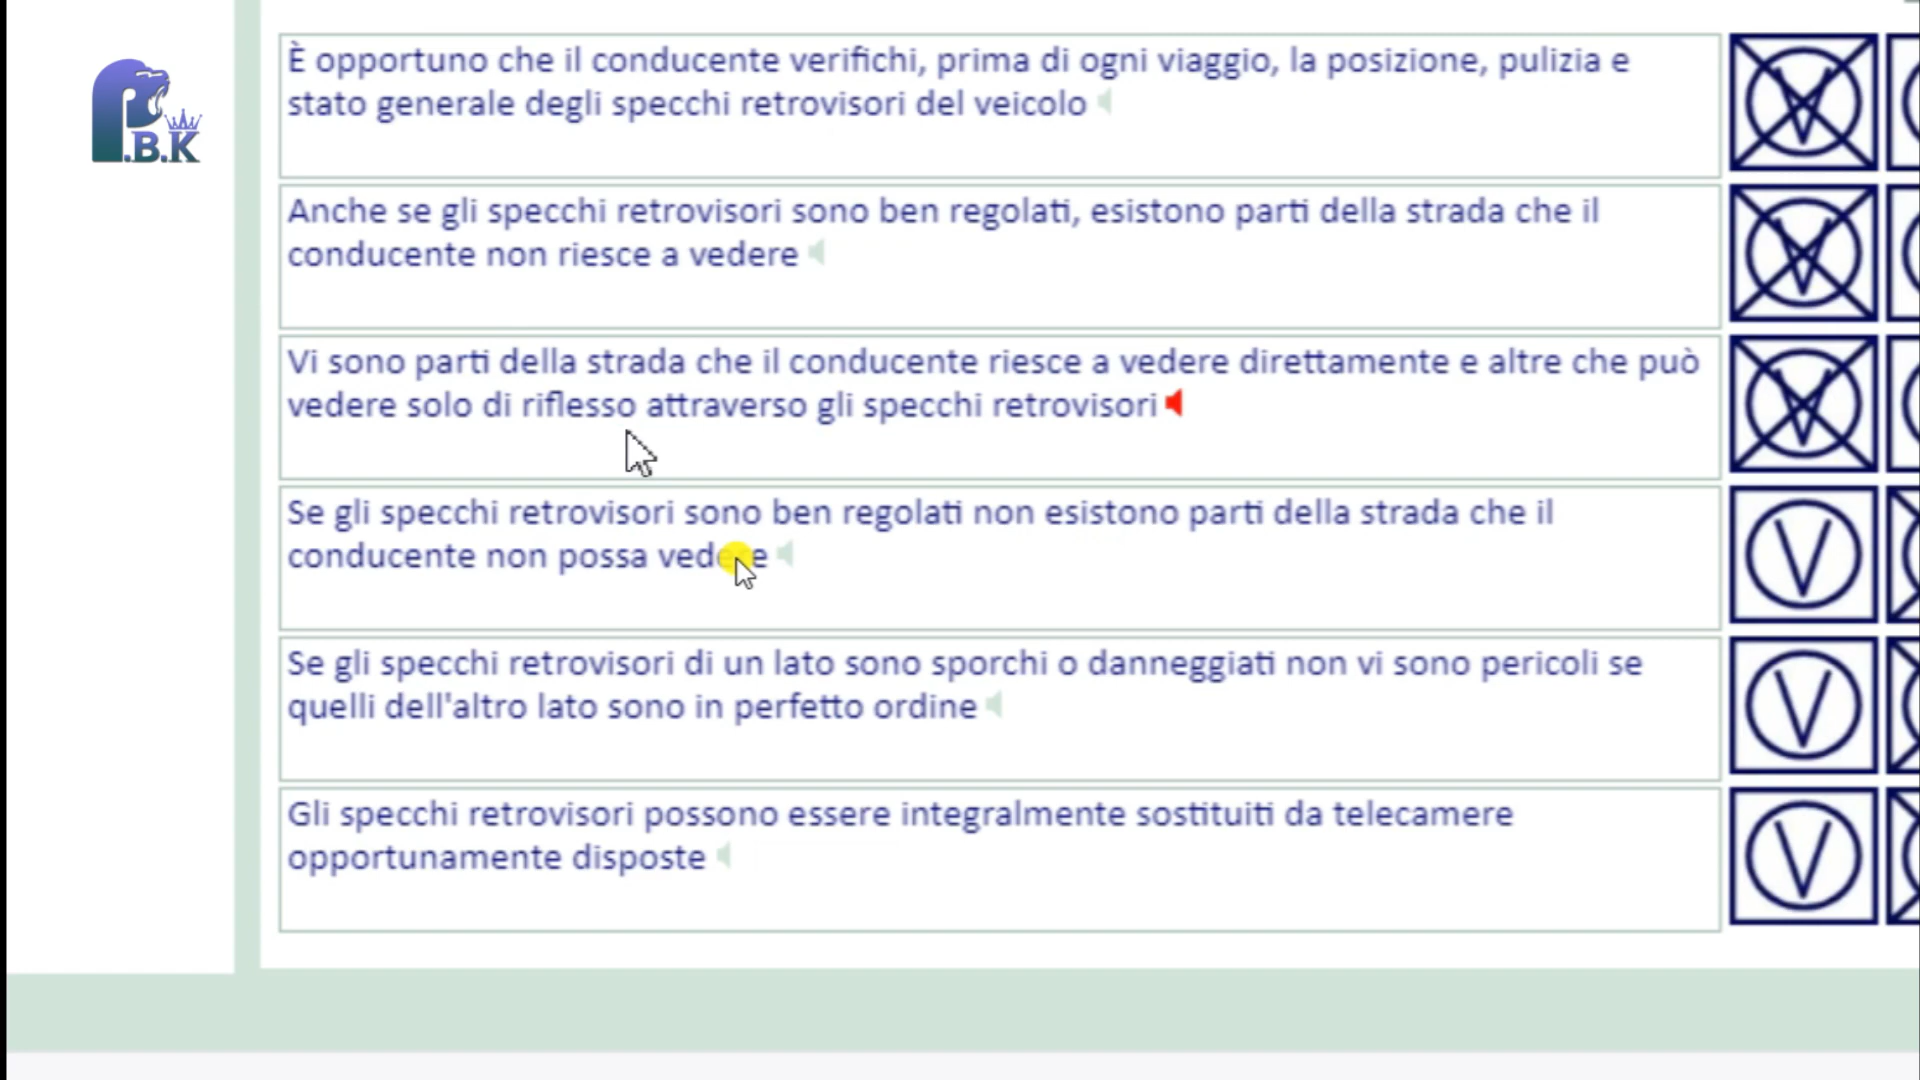 P.B.K
È opportuno che il conducente verifichi, prima di ogni viaggio, la posizione, pulizia e
stato generale degli specchi retrovisori del veicolo
V
Anche se gli specchi retrovisori sono ben regolati, esistono parti della strada che il
conducente non riesce a vedere
V
Vi sono parti della strada che il conducente riesce a vedere direttamente e altre che può
vedere solo di riflesso attraverso gli specchi retrovisori
V
Se gli specchi retrovisori sono ben regolati non esistono parti della strada che il
conducente non possa vedere
V
Se gli specchi retrovisori di un lato sono sporchi o danneggiati non vi sono pericoli se
quelli dell'altro lato sono in perfetto ordine
V
Gli specchi retrovisori possono essere integralmente sostituiti da telecamere
opportunamente disposte
V